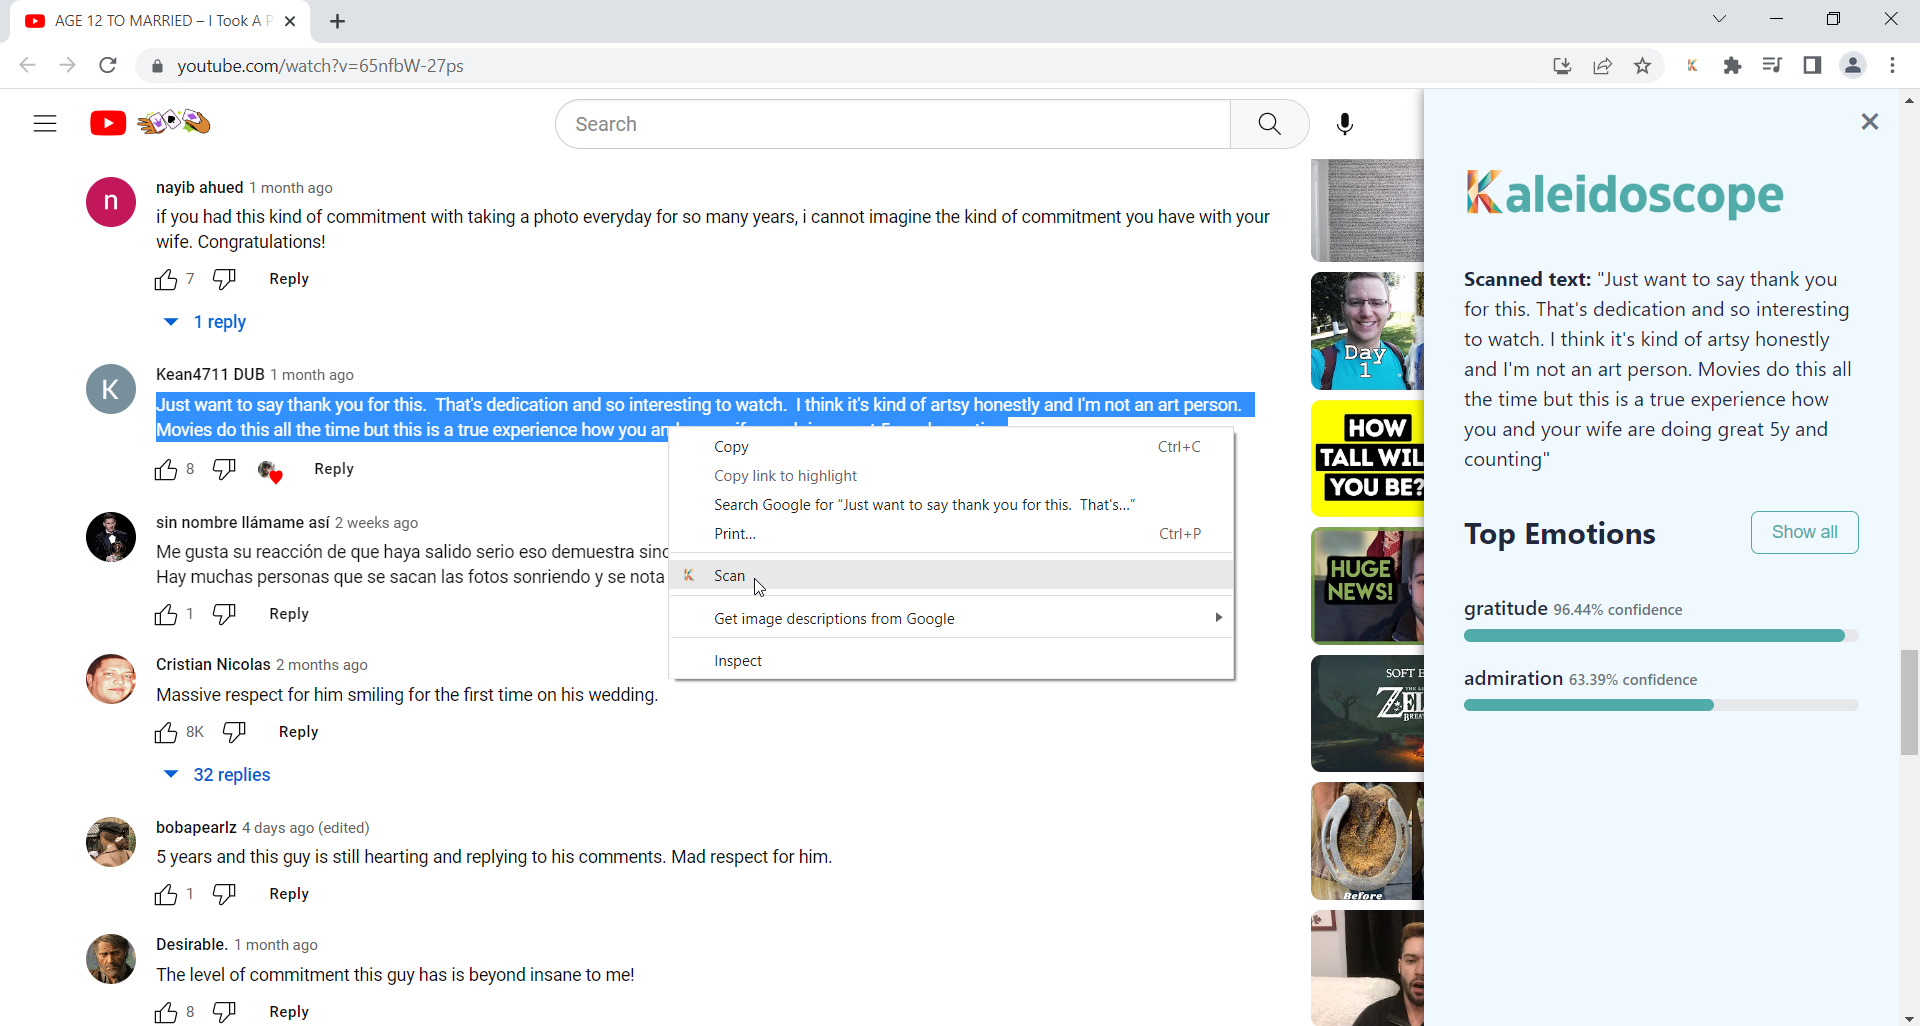 AGE 12 TO MARRIED – I Took A P
youtube.com/watch?v=65nfbW-27ps
Search
nayib ahued 1 month ago
if you had this kind of commitment with taking a photo everyday for so many years, i cannot imagine the kind of commitment you have with your
wife. Congratulations!
7 Reply
1 reply
Kean4711 DUB 1 month ago
Just want to say thank you for this. That's dedication and so interesting to watch. I think it's kind of artsy honestly and I'm not an art person.
Movies do this all the time but this is a true experience how you
8 Reply
Copy Ctrl+C
Copy link to highlight
Search Google for “Just want to say thank you for this. That's...”
Print... Ctrl+P
Scan
Get image descriptions from Google
Inspect
sin nombre llámame así 2 weeks ago
Me gusta su reacción de que haya salido serio eso demuestra
Hay muchas personas que se sacan las fotos sonriendo y se nota
1 Reply
Cristian Nicolas 2 months ago
Massive respect for him smiling for the first time on his wedding.
8K Reply
32 replies
bobapearlz 4 days ago (edited)
5 years and this guy is still hearting and replying to his comments. Mad respect for him.
1 Reply
Desirable. 1 month ago
The level of commitment this guy has is beyond insane to me!
8 Reply
n
K
Day
1
HOW
TALL WIL
YOU BE?
HUGE
NEWS!
SOFT
ZEL
Before
Kaleidoscope
Scanned text: "Just want to say thank you
for this. That's dedication and so interesting
to watch. I think it's kind of artsy honestly
and I'm not an art person. Movies do this all
the time but this is a true experience how
you and your wife are doing great 5y and
counting"
Top Emotions
Show all
gratitude 96.44% confidence
admiration 63.39% confidence